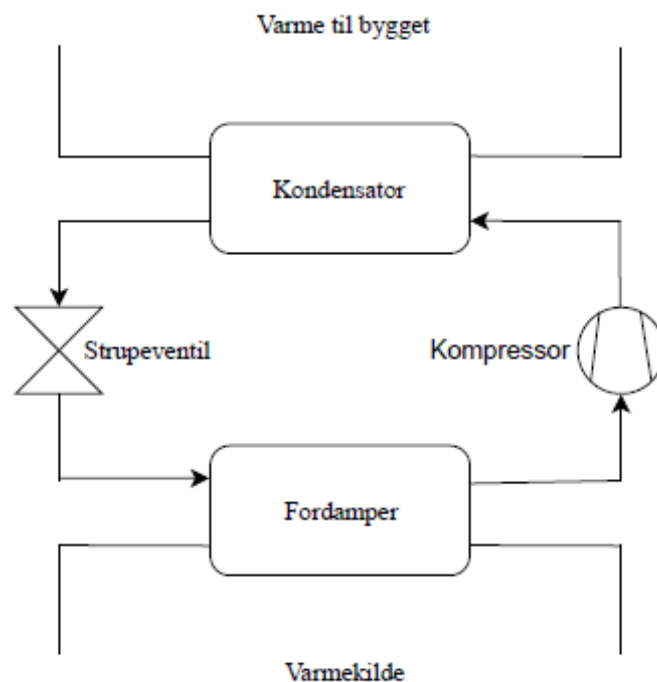 Varme til bygget
Kondensator
Strupeventil
Kompressor
Fordamper
Varmekilde